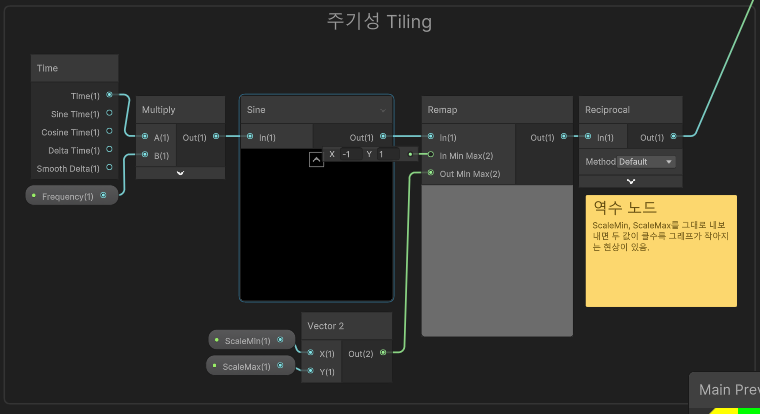 주기성 Tiling
Time
Time(1)
Sine Time(1)
Cosine Time(1)
Delta Time(1)
Smooth Delta(1)
Frequency(1)
Multiply
A(1) Out(1)
B(1)
Sine
In(1) Out(1)
X -1 Y 1
Remap
In(1) Out(1)
In Min Max(2)
Out Min Max(2)
Reciprocal
In(1) Out(1)
Method Default
역수 노드
ScaleMin, ScaleMax를 그대로 내보
내면 두 값이 클수록 그래프가 작아지
는 현상이 있음.
ScaleMin(1)
ScaleMax(1)
Vector 2
X(1) Out(2)
Y(1)
Main Prev